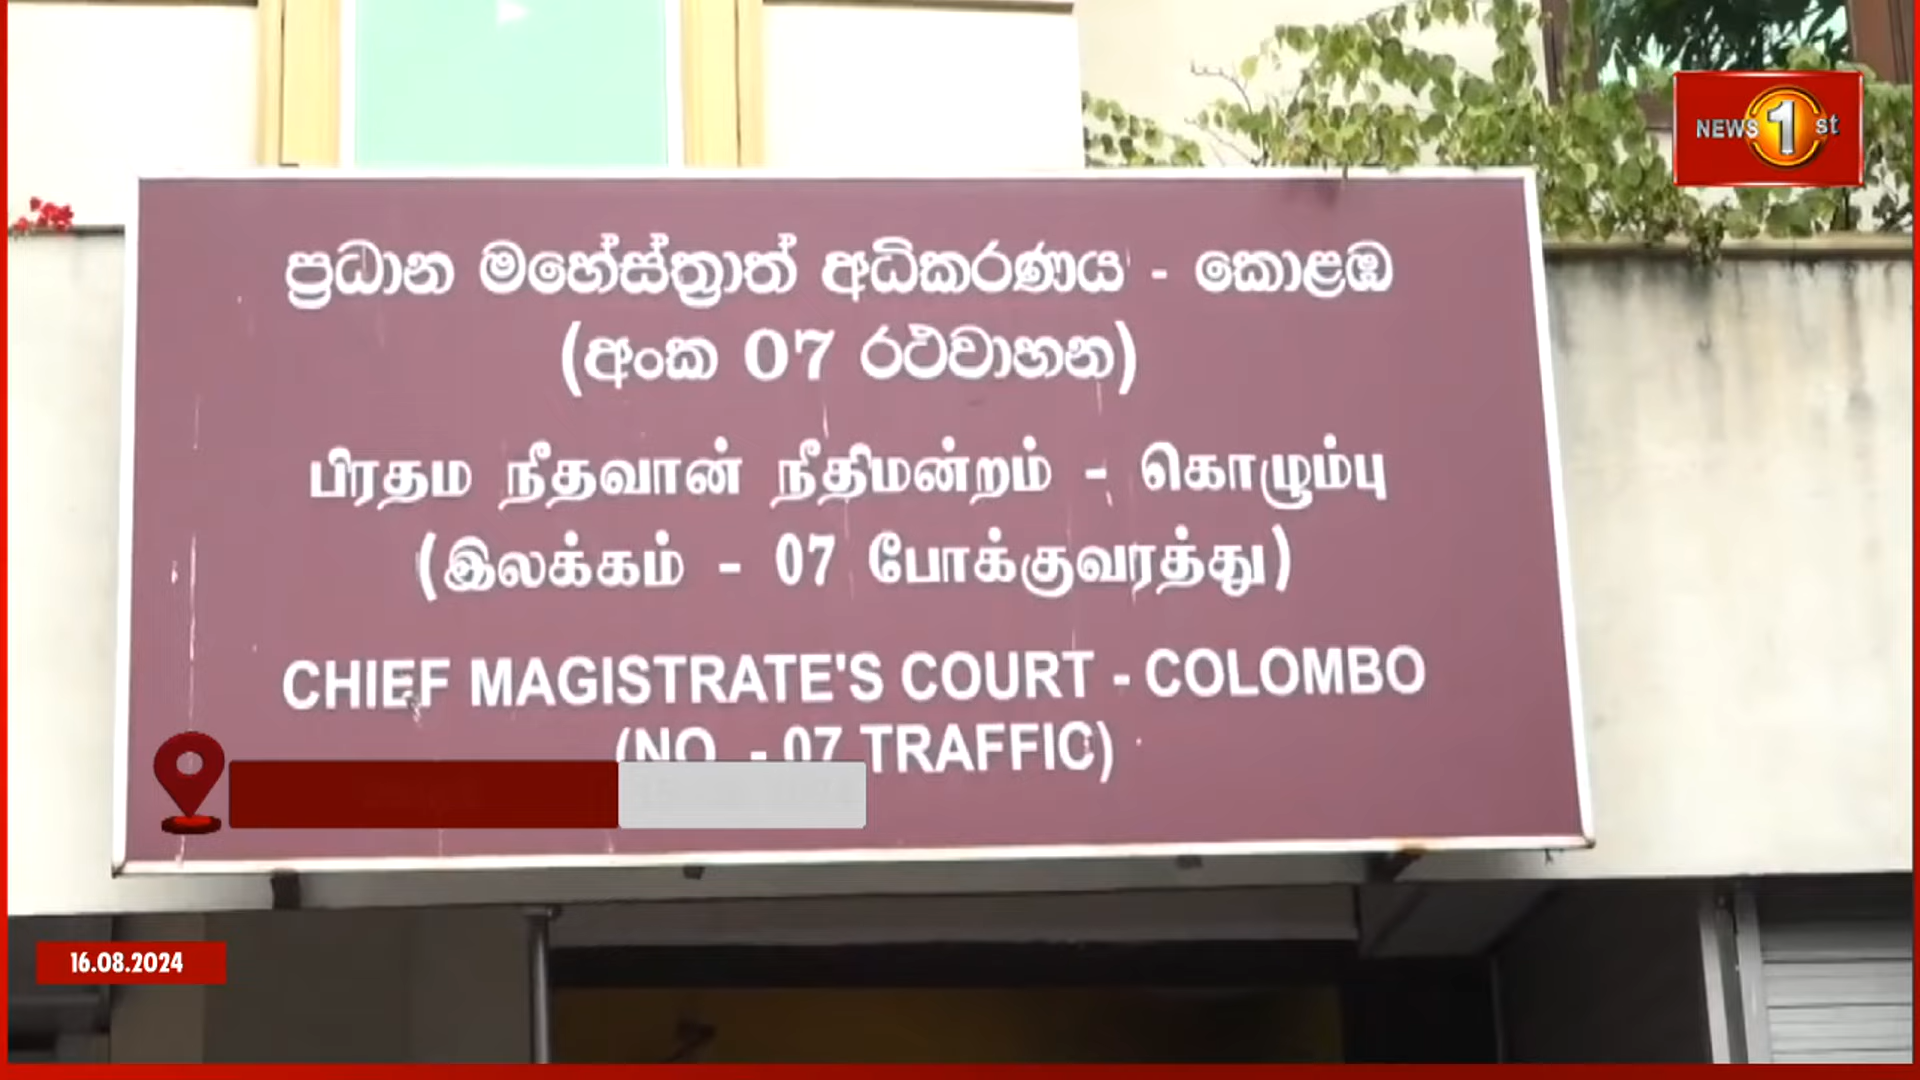 NEWS 1st
ප්‍රධාන මහේස්ත්‍රාත් අධිකරණය - කොළඹ
(අංක 07 රථවාහන)
பிரதம நீதவான் நீதிமன்றம் - கொழும்பு
(இலக்கம் - 07 போக்குவரத்து)
CHIEF MAGISTRATE'S COURT - COLOMBO
(NO. - 07 TRAFFIC)
16.08.2024